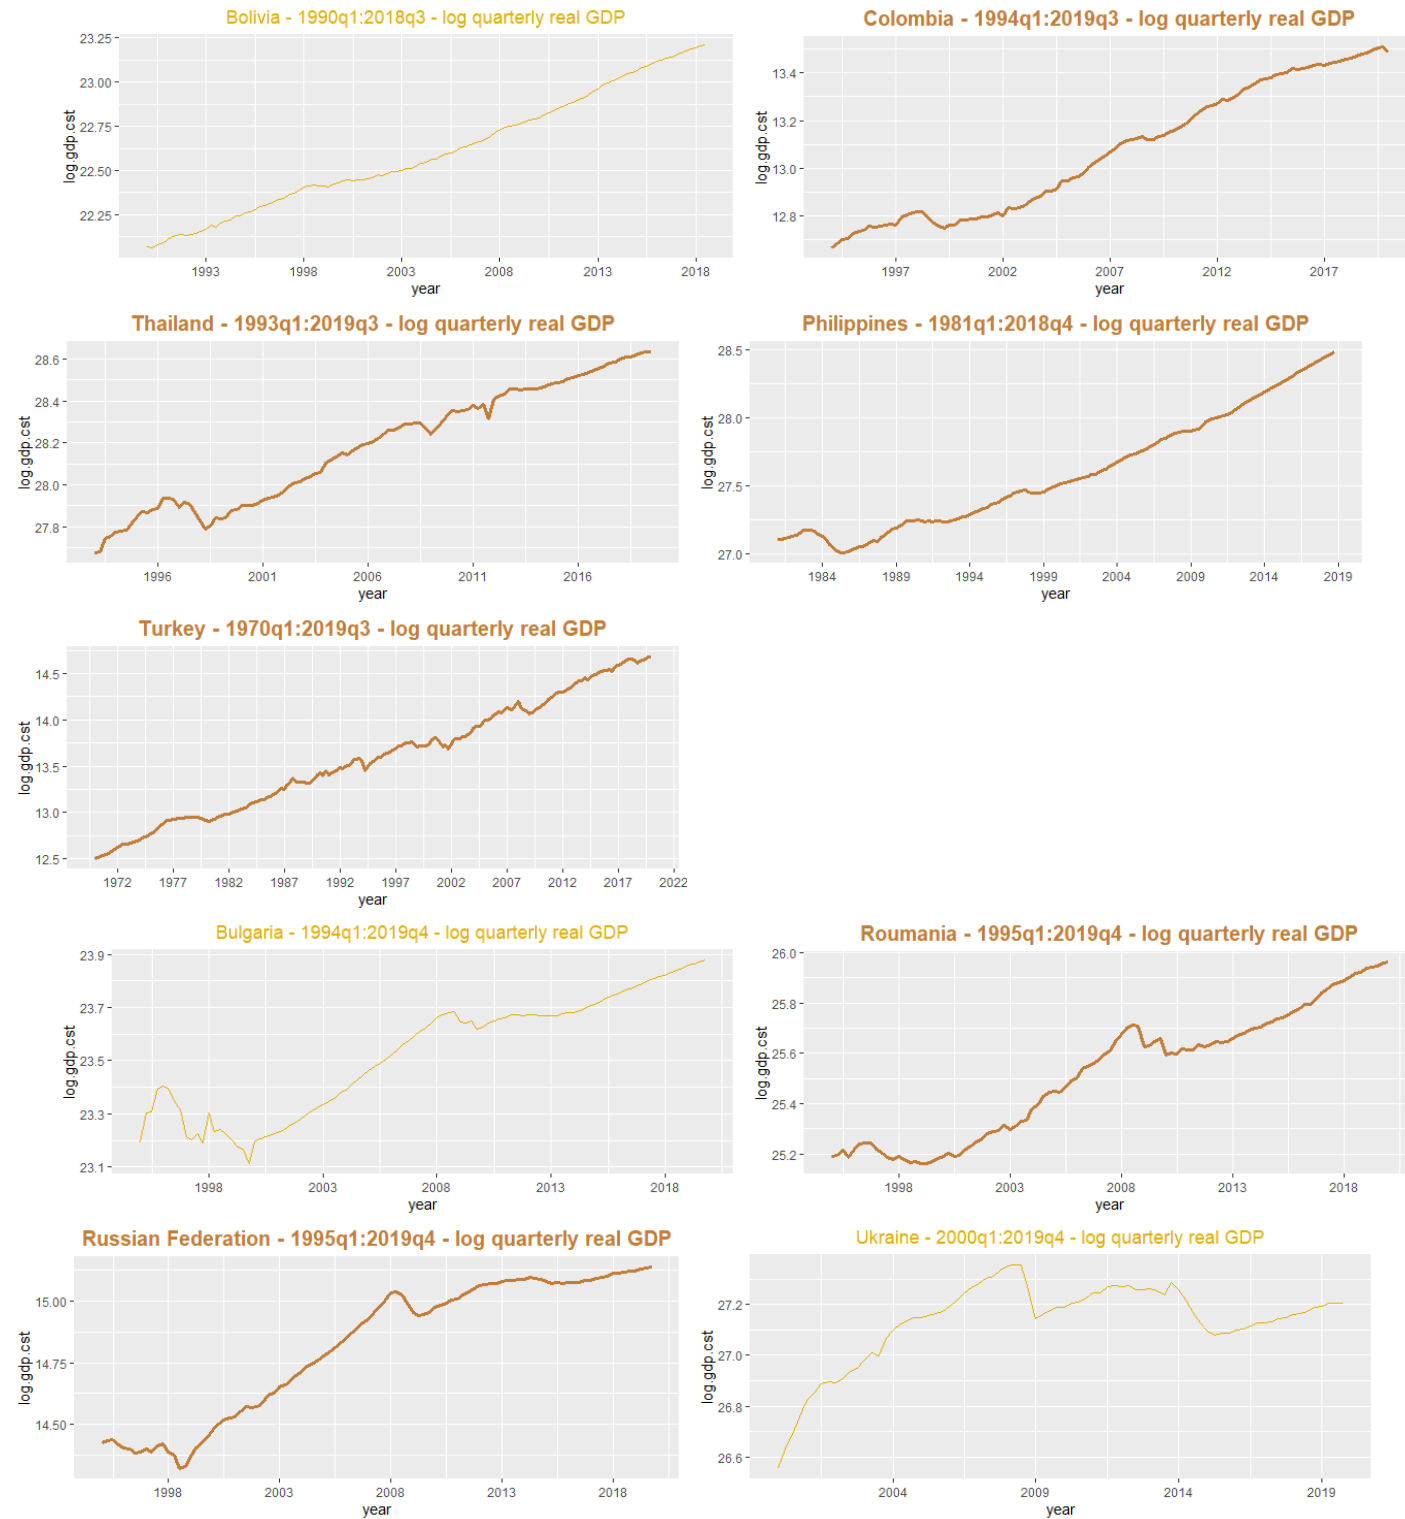 Bolivia - 1990q1:2018q3 - log quarterly real GDP
log.gdp.cst
23.25
23.00
22.75
22.50
22.25
1993 1998 2003 2008 2013 2018
year
Colombia - 1994q1:2019q3 - log quarterly real GDP
log.gdp.cst
13.4
13.2
13.0
12.8
1997 2002 2007 2012 2017
year
Thailand - 1993q1:2019q3 - log quarterly real GDP
log.gdp.cst
28.6
28.4
28.2
28.0
27.8
1996 2001 2006 2011 2016
year
Philippines - 1981q1:2018q4 - log quarterly real GDP
log.gdp.cst
28.5
28.0
27.5
27.0
1984 1989 1994 1999 2004 2009 2014 2019
year
Turkey - 1970q1:2019q3 - log quarterly real GDP
log.gdp.cst
14.5
14.0
13.5
13.0
12.5
1972 1977 1982 1987 1992 1997 2002 2007 2012 2017 2022
year
Bulgaria - 1994q1:2019q4 - log quarterly real GDP
log.gdp.cst
23.9
23.7
23.5
23.3
23.1
1998 2003 2008 2013 2018
year
Roumania - 1995q1:2019q4 - log quarterly real GDP
log.gdp.cst
26.0
25.8
25.6
25.4
25.2
1998 2003 2008 2013 2018
year
Russian Federation - 1995q1:2019q4 - log quarterly real GDP
log.gdp.cst
15.00
14.75
14.50
1998 2003 2008 2013 2018
year
Ukraine - 2000q1:2019q4 - log quarterly real GDP
log.gdp.cst
27.2
27.0
26.8
26.6
2004 2009 2014 2019
year